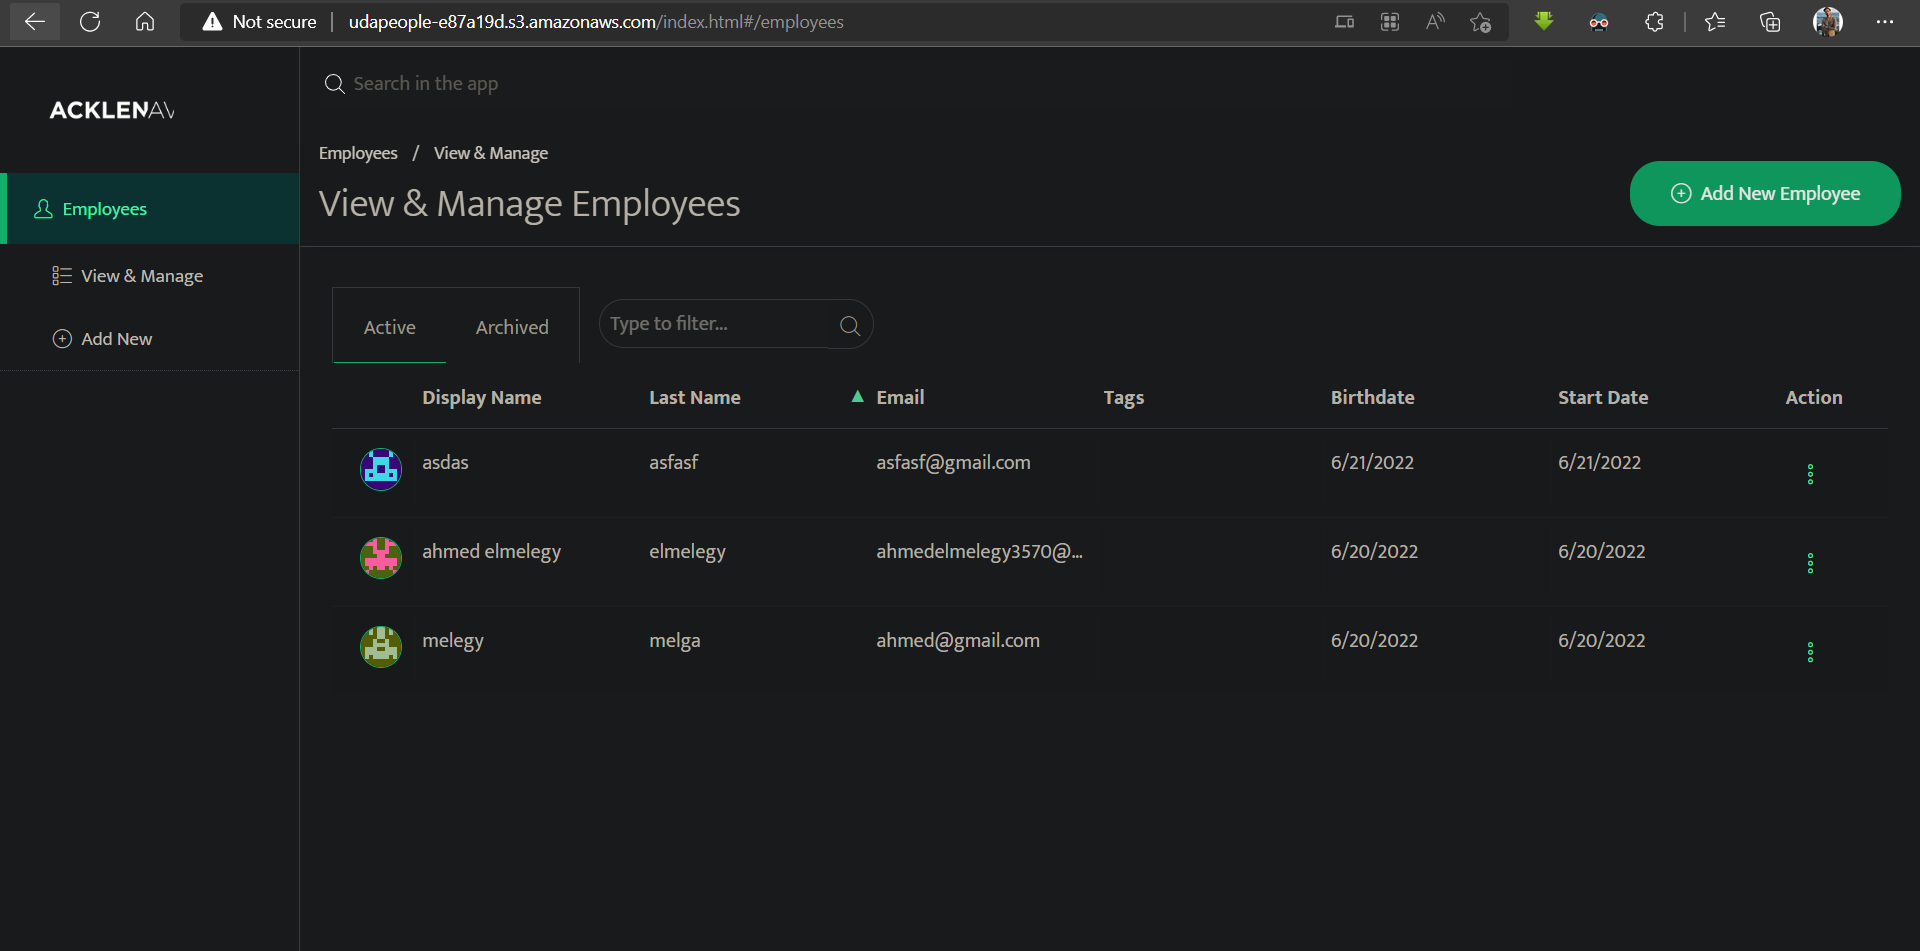 Not secure | udapeople-e87a19d.s3.amazonaws.com/index.html#/employees
ACKLENAV
Search in the app
Employees / View & Manage
View & Manage Employees
Add New Employee
Employees
View & Manage
Add New
Active Archived Type to filter...
Display Name Last Name ▲ Email Tags Birthdate Start Date Action
asdas asfasf asfasf@gmail.com 6/21/2022 6/21/2022
ahmed elmelegy elmelegy ahmedelmelegy3570@... 6/20/2022 6/20/2022
melegy melga ahmed@gmail.com 6/20/2022 6/20/2022